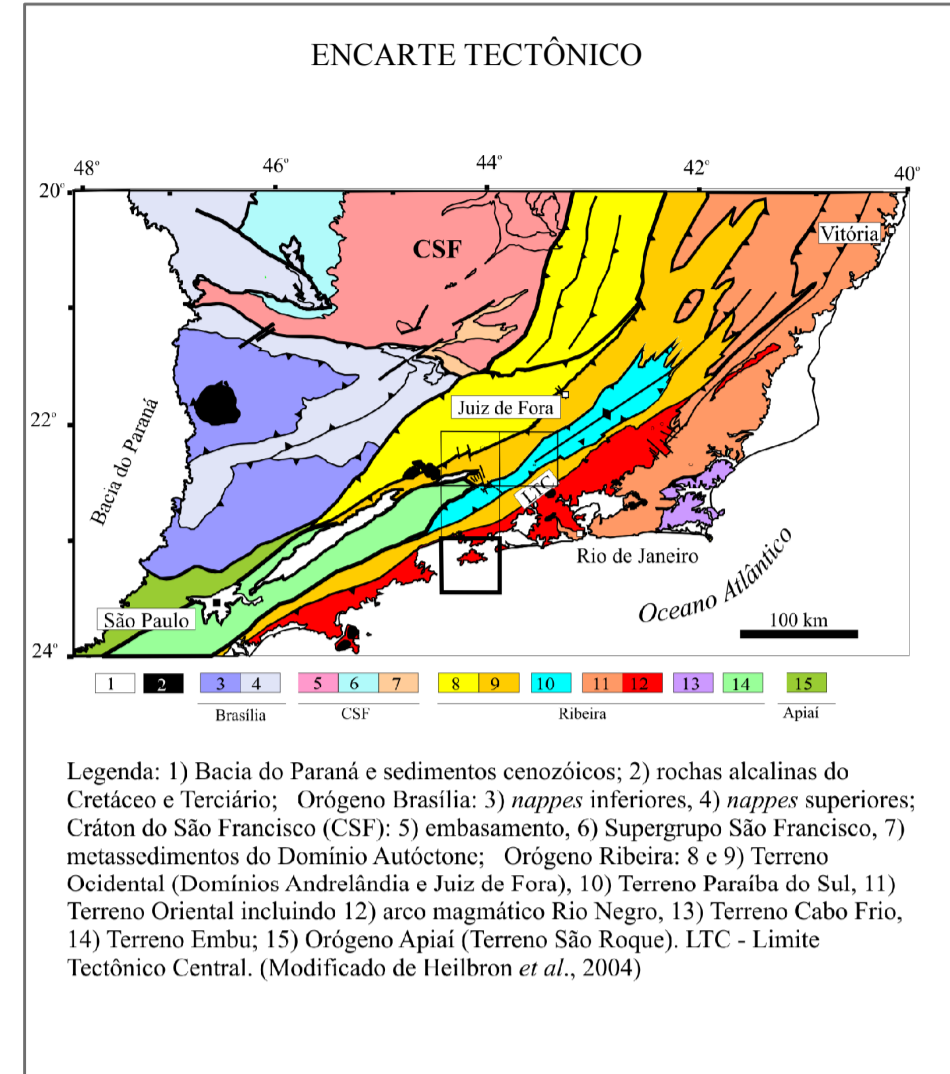 ENCARTE TECTÔNICO
48° 46° 44° 42° 40°
20°
Vitória
CSF
Juiz de Fora
22°
Bacia do Paraná
LTC
Rio de Janeiro
Oceano Atlântico
São Paulo
100 km
24°
1 2 3 4 5 6 7 8 9 10 11 12 13 14 15
Brasília CSF Ribeira Apiaí
Legenda: 1) Bacia do Paraná e sedimentos cenozóicos; 2) rochas alcalinas do
Cretáceo e Terciário; Orógeno Brasília: 3) nappes inferiores, 4) nappes superiores;
Cráton do São Francisco (CSF): 5) embasamento, 6) Supergrupo São Francisco, 7)
metassedimentos do Domínio Autóctone; Orógeno Ribeira: 8 e 9) Terreno
Ocidental (Domínios Andrelândia e Juiz de Fora), 10) Terreno Paraíba do Sul, 11)
Terreno Oriental incluindo 12) arco magmático Rio Negro, 13) Terreno Cabo Frio,
14) Terreno Embu; 15) Orógeno Apiaí (Terreno São Roque). LTC - Limite
Tectônico Central. (Modificado de Heilbron et al., 2004)